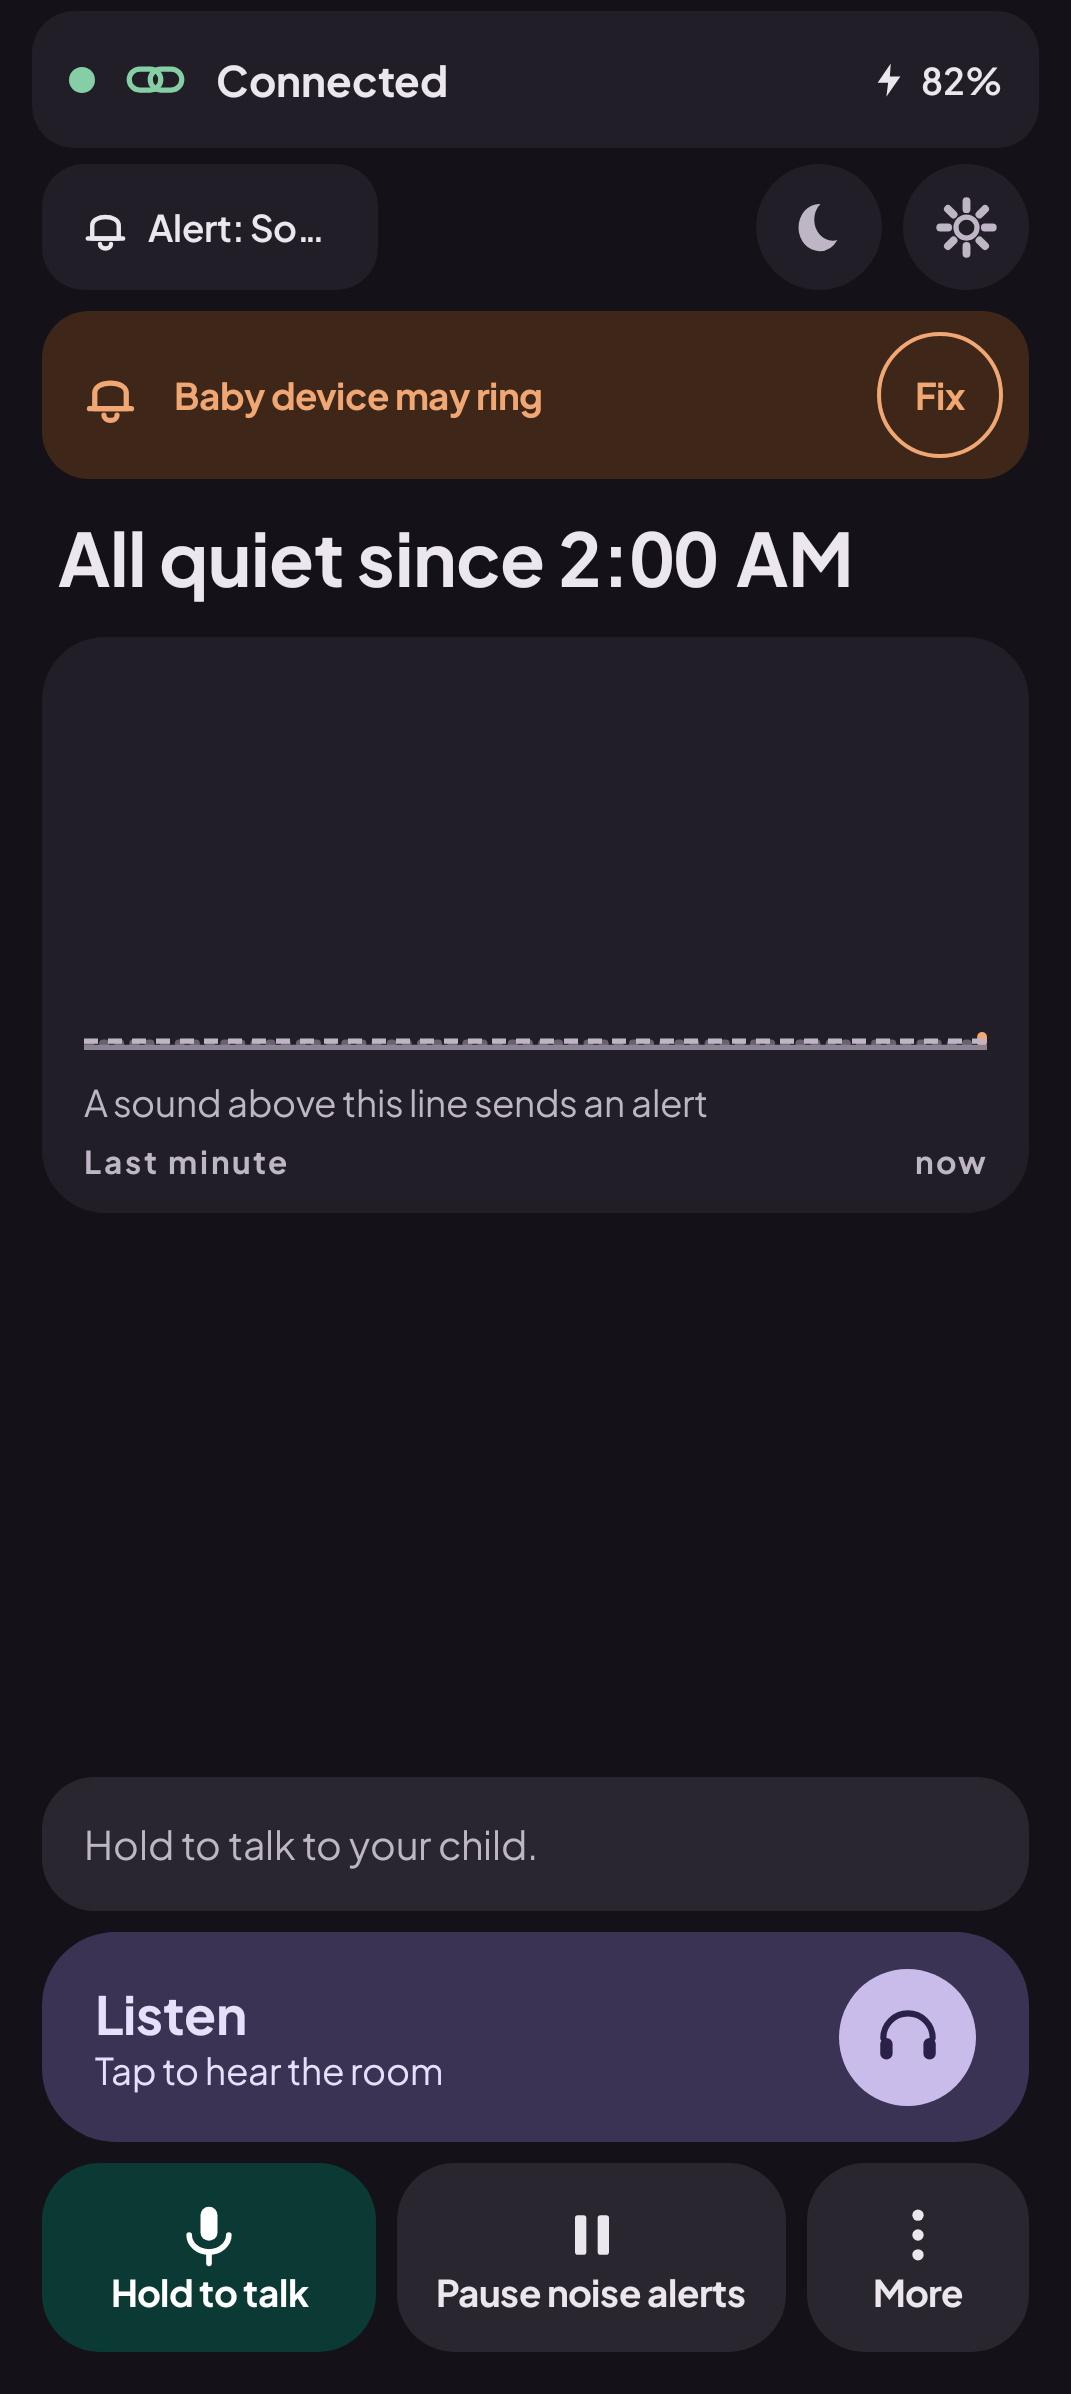 Connected
82%
Alert: So...
Baby device may ring
Fix
All quiet since 2:00 AM
A sound above this line sends an alert
Last minute
now
Hold to talk to your child.
Listen
Tap to hear the room
Hold to talk
Pause noise alerts
More